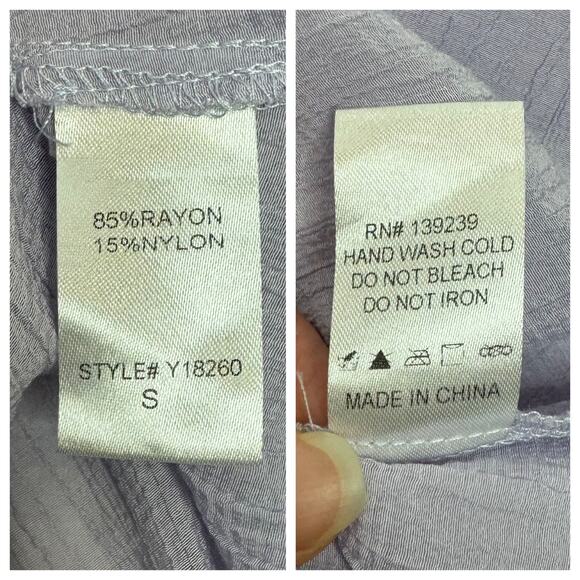 85%RAYON
15%NYLON
STYLE# Y18260
S
RN# 139239
HAND WASH COLD
DO NOT BLEACH
DO NOT IRON
MADE IN CHINA